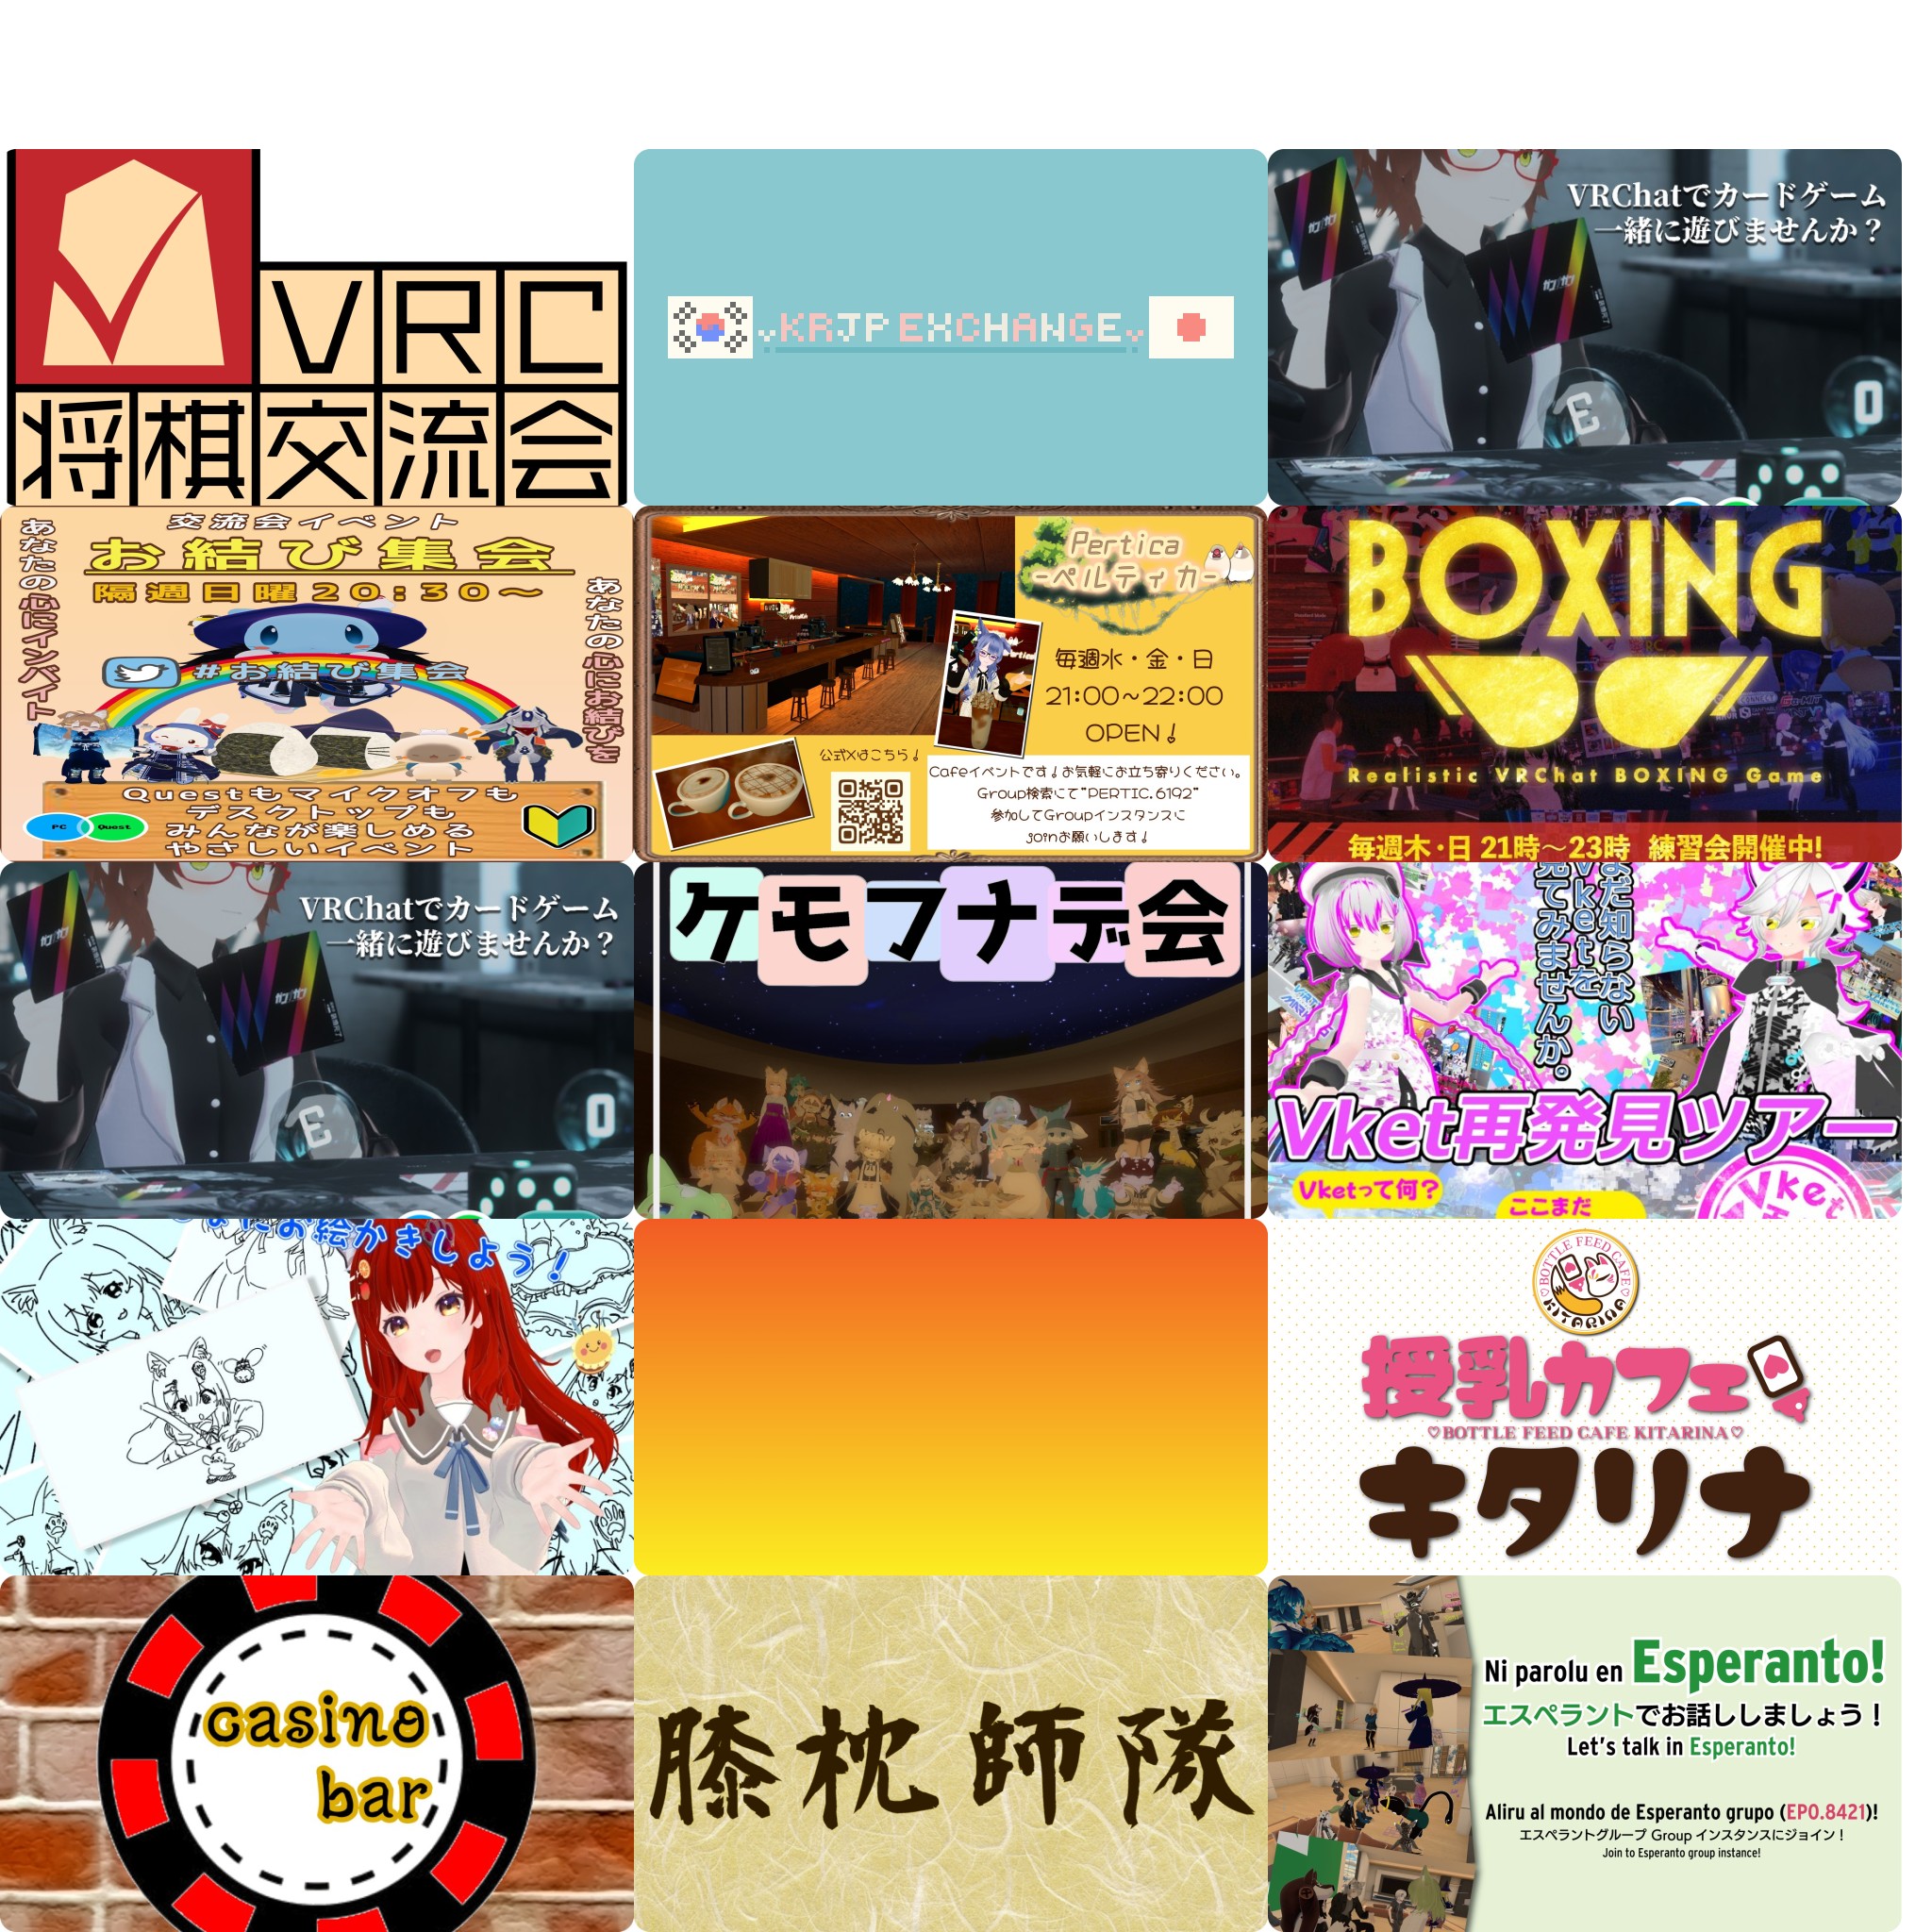 VRC
将棋交流会
KRJP EXCHANGE
VRChatでカードゲーム
一緒に遊びませんか?
E
O
交流会イベント
お結び集会
隔週日曜20:30~
あなたの心にインベイト
あなたの心にお結びを
#お結び集会
Questもマイクオフも
デスクトップも
みんなが楽しめる
やさしいイベント
PC
Quest
Pertica
-ペルティカ-
毎週水・金・日
21:00~22:00
OPEN!
公式Xはこちら!
Cafeイベントです!お気軽にお立ち寄りください。
Group検索にて"PERTIC.6192"
参加してGroupインスタンスに
joinお願いします!
BOXING
Realistic VRChat BOXING Game
毎週木・日 21時~23時 練習会開催中!
VRChatでカードゲーム
一緒に遊びませんか?
E
O
ケモフナデ会
まだ知らない
Vketを
見てみませんか。
Vket再発見ツアー
Vketって何?
ここまだ
Vket
お絵かきしよう!
BOTTLE FEED CAFE
KITARINA
授乳カフェ
♡BOTTLE FEED CAFE KITARINA♡
キタリナ
casino
bar
膝枕師隊
Ni parolu en Esperanto!
エスペラントでお話ししましょう!
Let's talk in Esperanto!
Aliru al mondo de Esperanto grupo (EPO.8421)!
エスペラントグループ Group インスタンスにジョイン!
Join to Esperanto group instance!